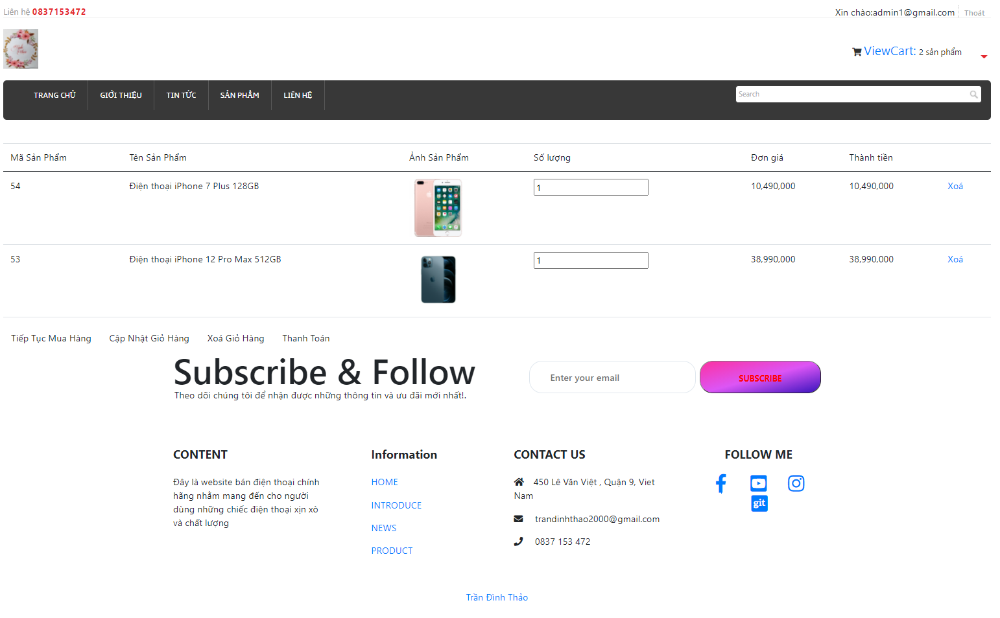 Liên hệ 0837153472
Xin chào:admin1@gmail.com Thoát
ViewCart: 2 sản phẩm
TRANG CHỦ GIỚI THIỆU TIN TỨC SẢN PHẨM LIÊN HỆ Search
Mã Sản Phẩm Tên Sản Phẩm Ảnh Sản Phẩm Số lượng Đơn giá Thành tiền
54 Điện thoại iPhone 7 Plus 128GB 1 10,490,000 10,490,000 Xoá
53 Điện thoại iPhone 12 Pro Max 512GB 1 38,990,000 38,990,000 Xoá
Tiếp Tục Mua Hàng Cập Nhật Giỏ Hàng Xoá Giỏ Hàng Thanh Toán
Subscribe & Follow
Theo dõi chúng tôi để nhận được những thông tin và ưu đãi mới nhất!.
Enter your email SUBSCRIBE
CONTENT
Đây là website bán điện thoại chính
hãng nhằm mang đến cho người
dùng những chiếc điện thoại xịn xò
và chất lượng
Information
HOME
INTRODUCE
NEWS
PRODUCT
CONTACT US
450 Lê Văn Việt , Quận 9, Viet
Nam
trandinhthao2000@gmail.com
0837 153 472
FOLLOW ME
git
Trần Đình Thảo